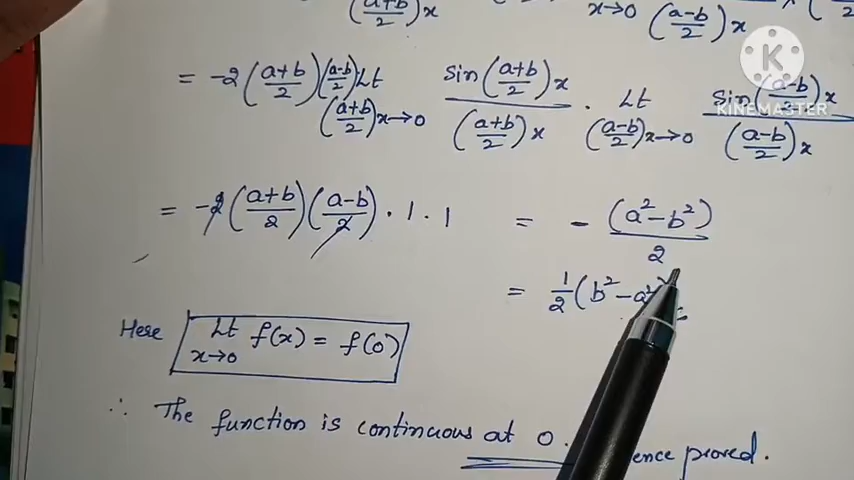 (a+b/2)x x→0 (a-b/2)x
= -2 (a+b/2)(a-b/2) Lt (a+b/2)x→0 sin(a+b/2)x / (a+b/2)x . Lt (a-b/2)x→0 sin(a-b/2)x / (a-b/2)x
K
KINEMASTER
= -2 (a+b/2)(a-b/2) . 1 . 1 = - (a²-b²)/2
= 1/2 (b²-a²)
Here Lt x→0 f(x) = f(0)
∴ The function is continuous at 0. ence proved.